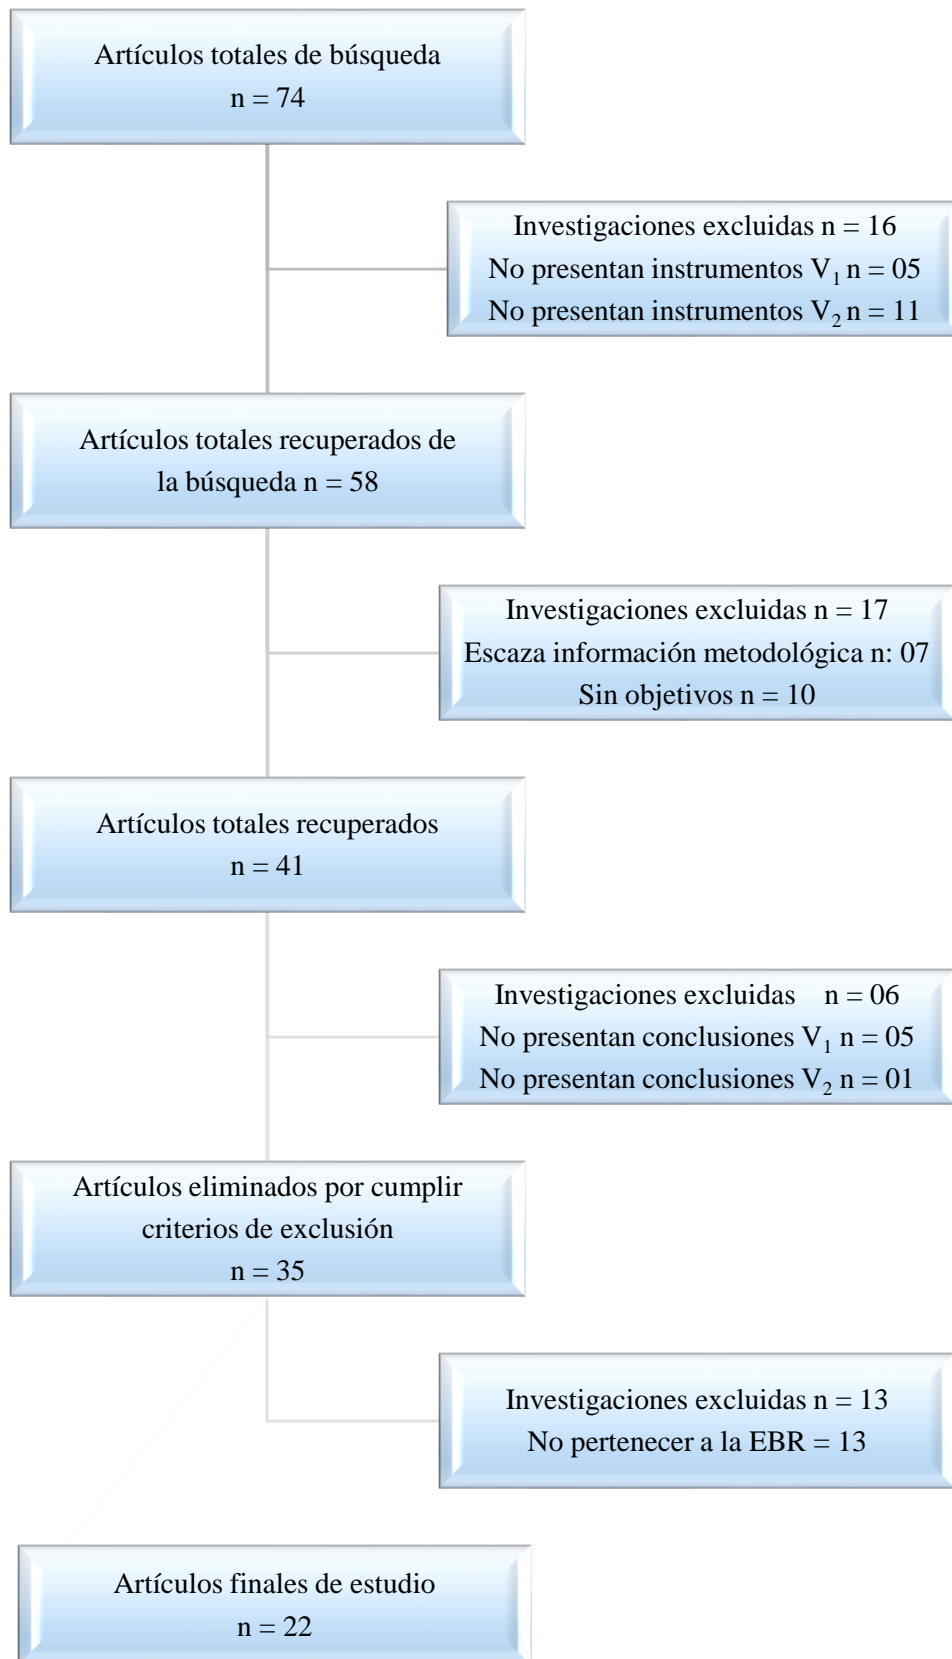 Artículos totales de búsqueda
n = 74
Investigaciones excluidas n = 16
No presentan instrumentos V₁ n = 05
No presentan instrumentos V₂ n = 11
Artículos totales recuperados de
la búsqueda n = 58
Investigaciones excluidas n = 17
Escaza información metodológica n: 07
Sin objetivos n = 10
Artículos totales recuperados
n = 41
Investigaciones excluidas n = 06
No presentan conclusiones V₁ n = 05
No presentan conclusiones V₂ n = 01
Artículos eliminados por cumplir
criterios de exclusión
n = 35
Investigaciones excluidas n = 13
No pertenecer a la EBR = 13
Artículos finales de estudio
n = 22